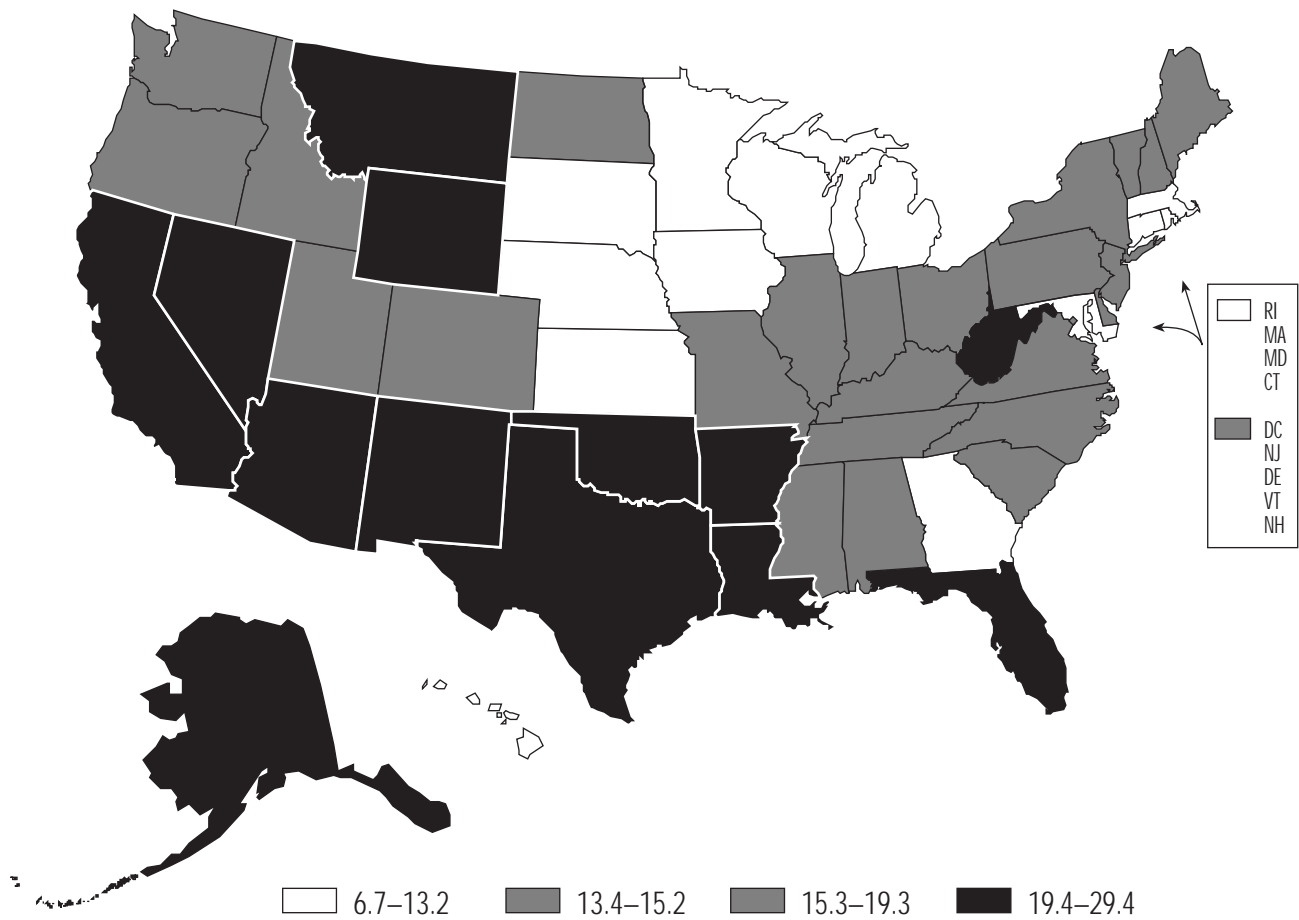 RI
MA
MD
CT
DC
NJ
DE
VT
NH
6.7–13.2 13.4–15.2 15.3–19.3 19.4–29.4